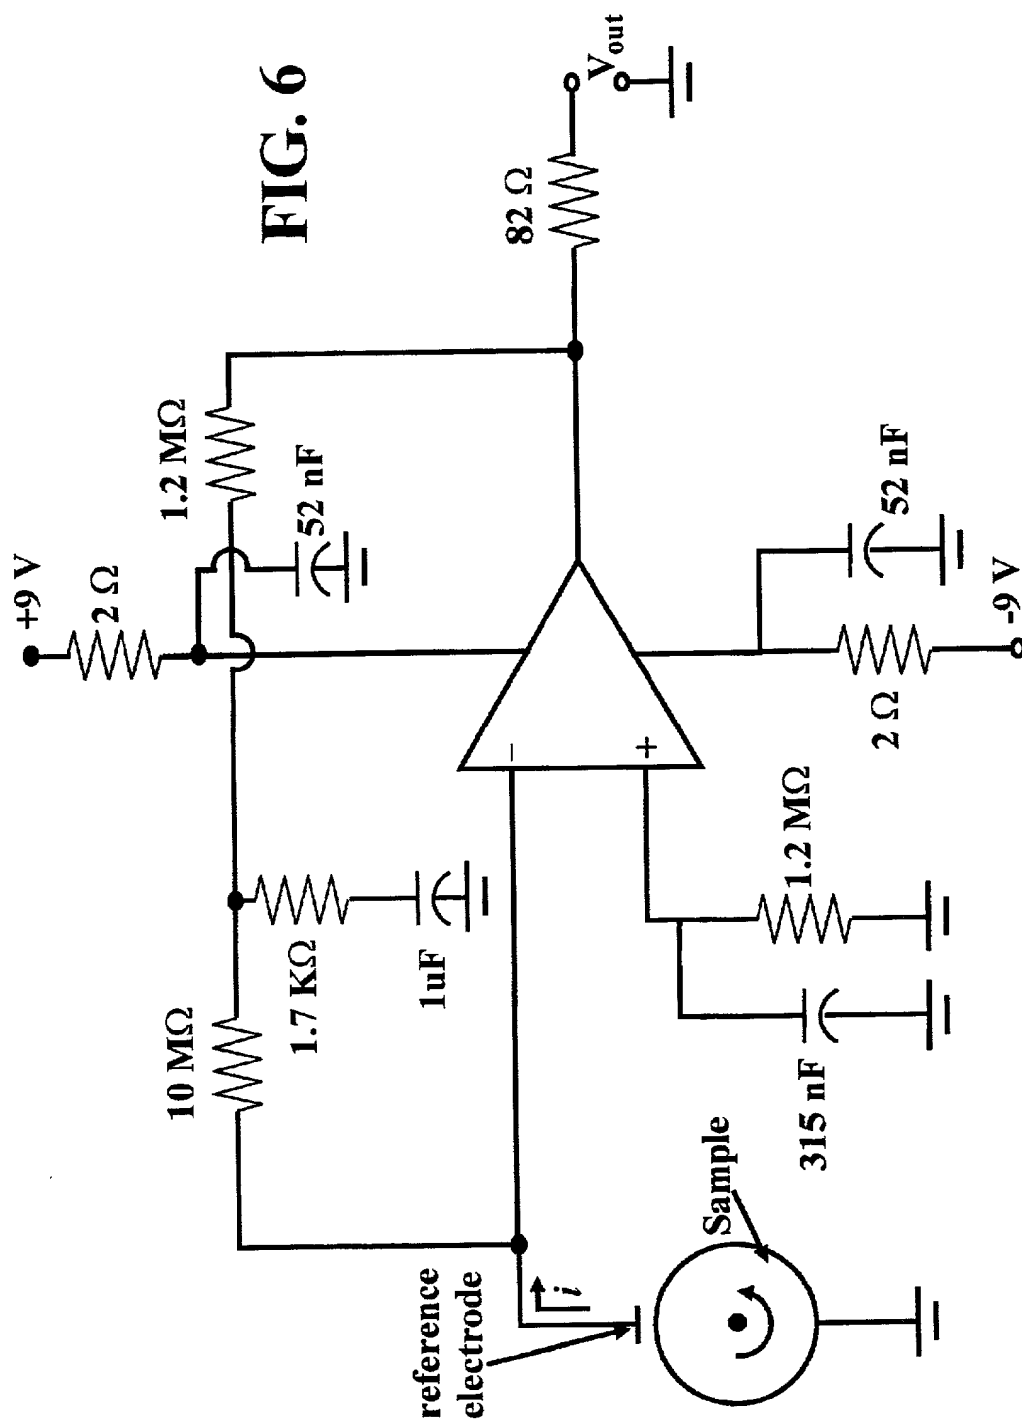 FIG. 6
+9 V
2 Ω
1.2 MΩ
52 nF
10 MΩ
1.7 KΩ
1uF
82 Ω
Vout
−
+
52 nF
2 Ω
-9 V
1.2 MΩ
315 nF
reference
electrode
i
Sample